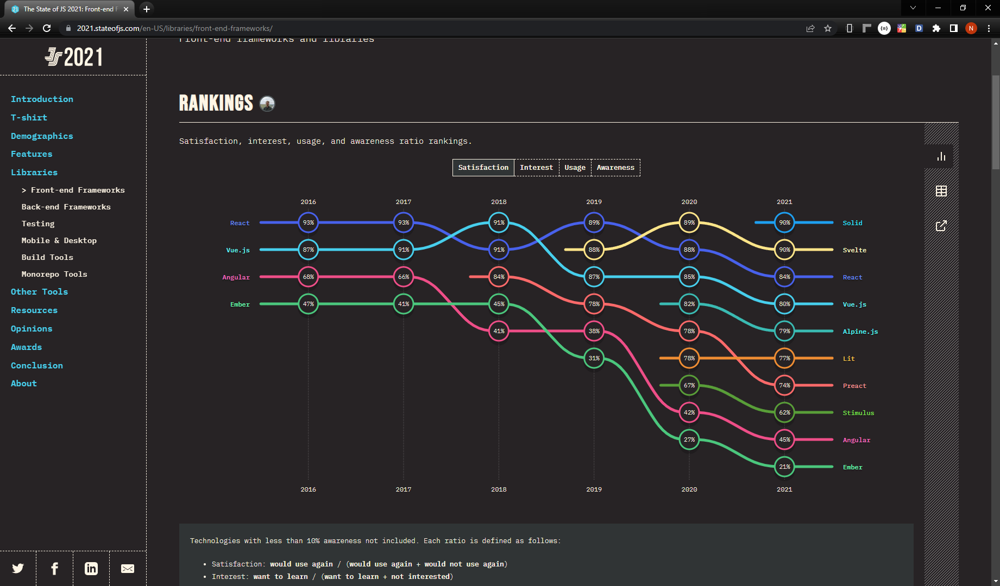 The State of JS 2021: Front-end F
2021.stateofjs.com/en-US/libraries/front-end-frameworks/
D
N
JS 2021
Introduction
T-shirt
Demographics
Features
Libraries
> Front-end Frameworks
Back-end Frameworks
Testing
Mobile & Desktop
Build Tools
Monorepo Tools
Other Tools
Resources
Opinions
Awards
Conclusion
About
Front-end frameworks and libraries
RANKINGS
Satisfaction, interest, usage, and awareness ratio rankings.
Satisfaction Interest Usage Awareness
2016 2017 2018 2019 2020 2021
React 93% 93% 91% 89% 89% 90% Solid
Vue.js 87% 91% 91% 88% 88% 90% Svelte
Angular 68% 66% 84% 87% 85% 84% React
Ember 47% 41% 45% 78% 82% 80% Vue.js
41% 38% 78% 79% Alpine.js
31% 78% 77% Lit
67% 74% Preact
42% 62% Stimulus
27% 45% Angular
21% Ember
2016 2017 2018 2019 2020 2021
Technologies with less than 10% awareness not included. Each ratio is defined as follows:
• Satisfaction: would use again / (would use again + would not use again)
• Interest: want to learn / (want to learn + not interested)